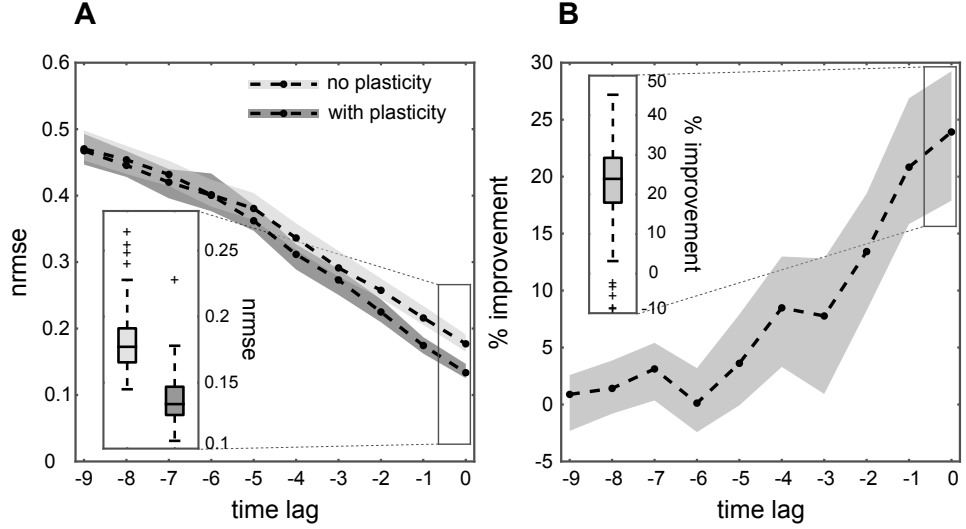 A
0.6
0.5
0.4
0.3
0.2
0.1
0
nrmse
no plasticity
with plasticity
0.25
0.2
0.15
0.1
nrmse
-9 -8 -7 -6 -5 -4 -3 -2 -1 0
time lag
B
30
25
20
15
10
5
0
-5
% improvement
50
40
30
20
10
0
-10
% improvement
-9 -8 -7 -6 -5 -4 -3 -2 -1 0
time lag